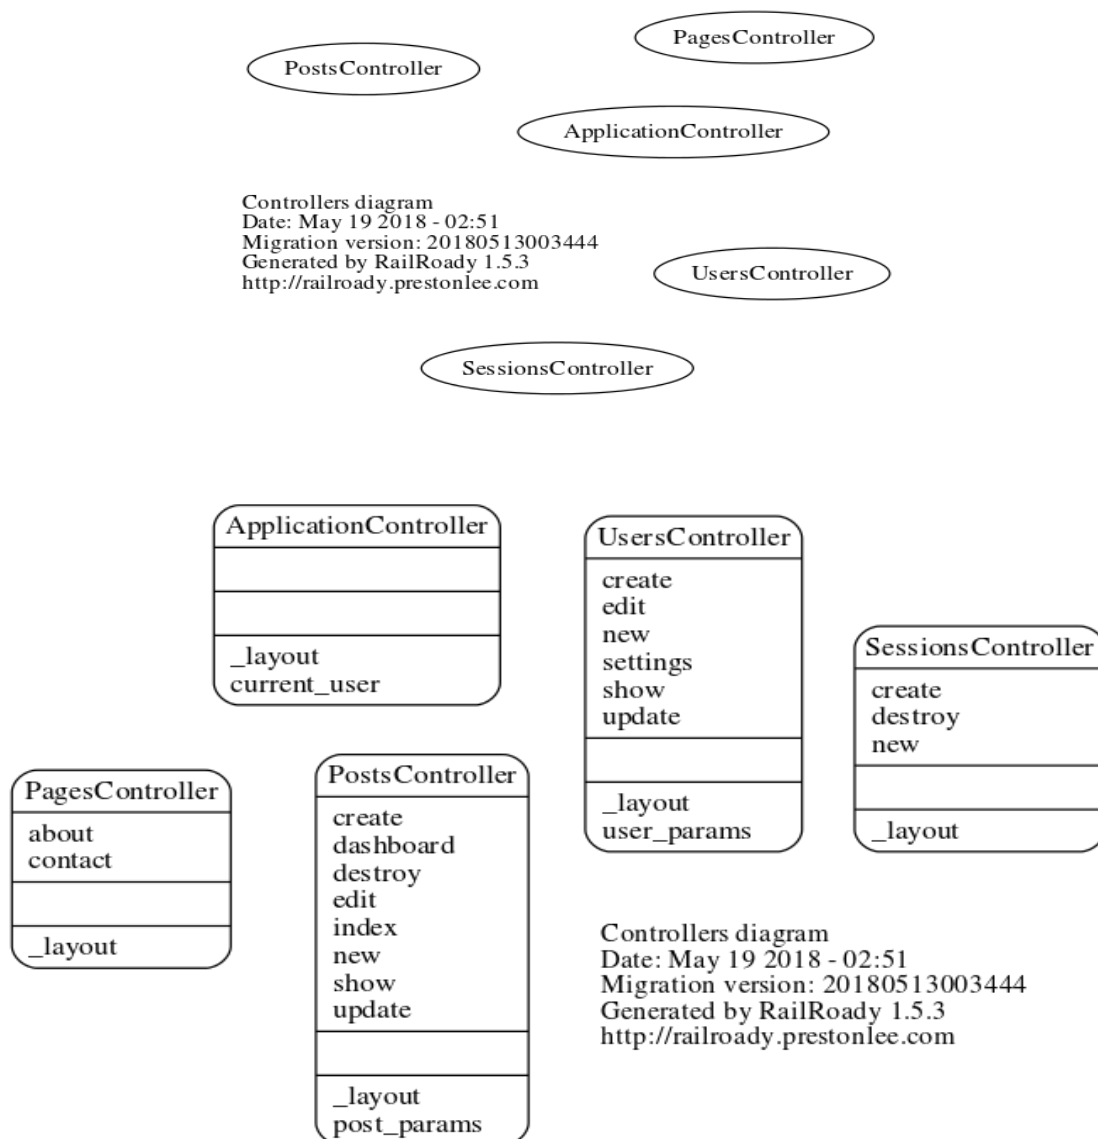 PagesController
PostsController
ApplicationController
Controllers diagram
Date: May 19 2018 - 02:51
Migration version: 20180513003444
Generated by RailRoady 1.5.3
http://railroady.prestonlee.com
UsersController
SessionsController
ApplicationController
_layout
current_user
UsersController
create
edit
new
settings
show
update
_layout
user_params
SessionsController
create
destroy
new
_layout
PagesController
about
contact
_layout
PostsController
create
dashboard
destroy
edit
index
new
show
update
_layout
post_params
Controllers diagram
Date: May 19 2018 - 02:51
Migration version: 20180513003444
Generated by RailRoady 1.5.3
http://railroady.prestonlee.com